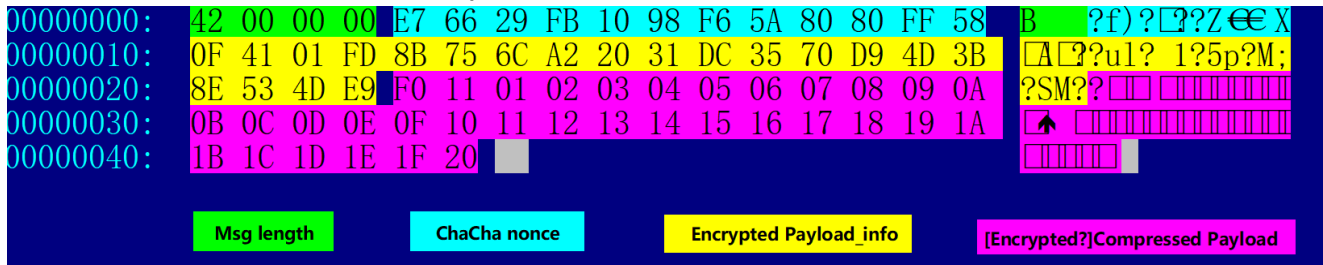 00000000: 42 00 00 00 E7 66 29 FB 10 98 F6 5A 80 80 FF 58 B ?f)? ??Z€€X
00000010: 0F 41 01 FD 8B 75 6C A2 20 31 DC 35 70 D9 4D 3B A ??ul? 1?5p?M;
00000020: 8E 53 4D E9 F0 11 01 02 03 04 05 06 07 08 09 0A ?SM??
00000030: 0B 0C 0D 0E 0F 10 11 12 13 14 15 16 17 18 19 1A
00000040: 1B 1C 1D 1E 1F 20
Msg length ChaCha nonce Encrypted Payload_info [Encrypted?]Compressed Payload